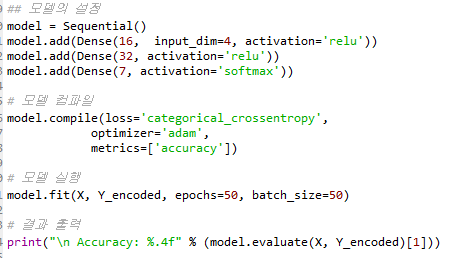 ## 모델의 설정
model = Sequential()
model.add(Dense(16,  input_dim=4, activation='relu'))
model.add(Dense(32, activation='relu'))
model.add(Dense(7, activation='softmax'))
# 모델 컴파일
model.compile(loss='categorical_crossentropy',
            optimizer='adam',
            metrics=['accuracy'])
# 모델 실행
model.fit(X, Y_encoded, epochs=50, batch_size=50)
# 결과 출력
print("\n Accuracy: %.4f" % (model.evaluate(X, Y_encoded)[1]))